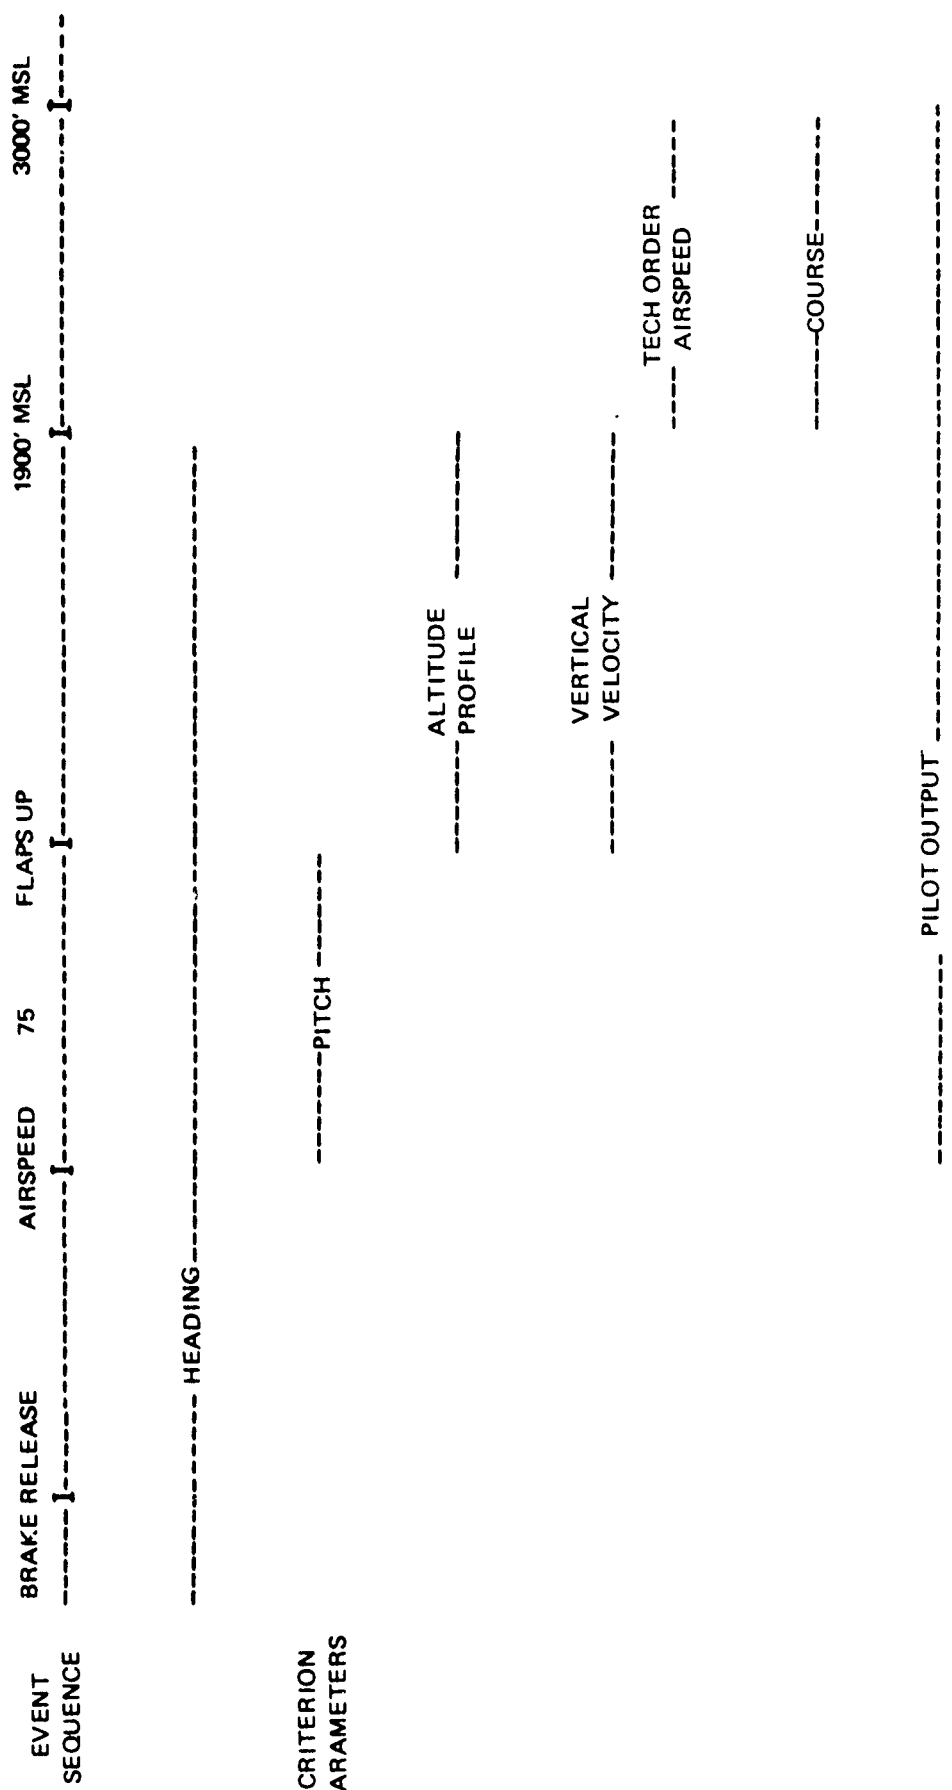 EVENT
SEQUENCE
BRAKE RELEASE
AIRSPEED 75
FLAPS UP
1900' MSL
3000' MSL
HEADING
CRITERION
ARAMETERS
PITCH
ALTITUDE
PROFILE
VERTICAL
VELOCITY
TECH ORDER
AIRSPEED
COURSE
PILOT OUTPUT